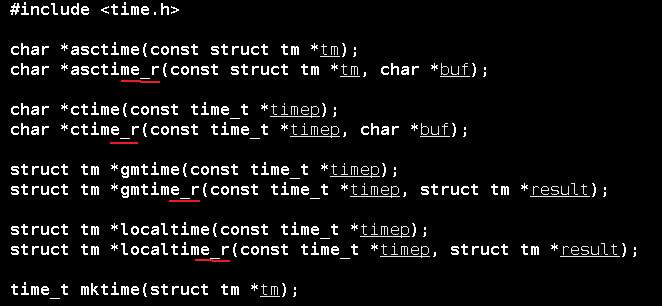 #include <time.h>
char *asctime(const struct tm *tm);
char *asctime_r(const struct tm *tm, char *buf);
char *ctime(const time_t *timep);
char *ctime_r(const time_t *timep, char *buf);
struct tm *gmtime(const time_t *timep);
struct tm *gmtime_r(const time_t *timep, struct tm *result);
struct tm *localtime(const time_t *timep);
struct tm *localtime_r(const time_t *timep, struct tm *result);
time_t mktime(struct tm *tm);